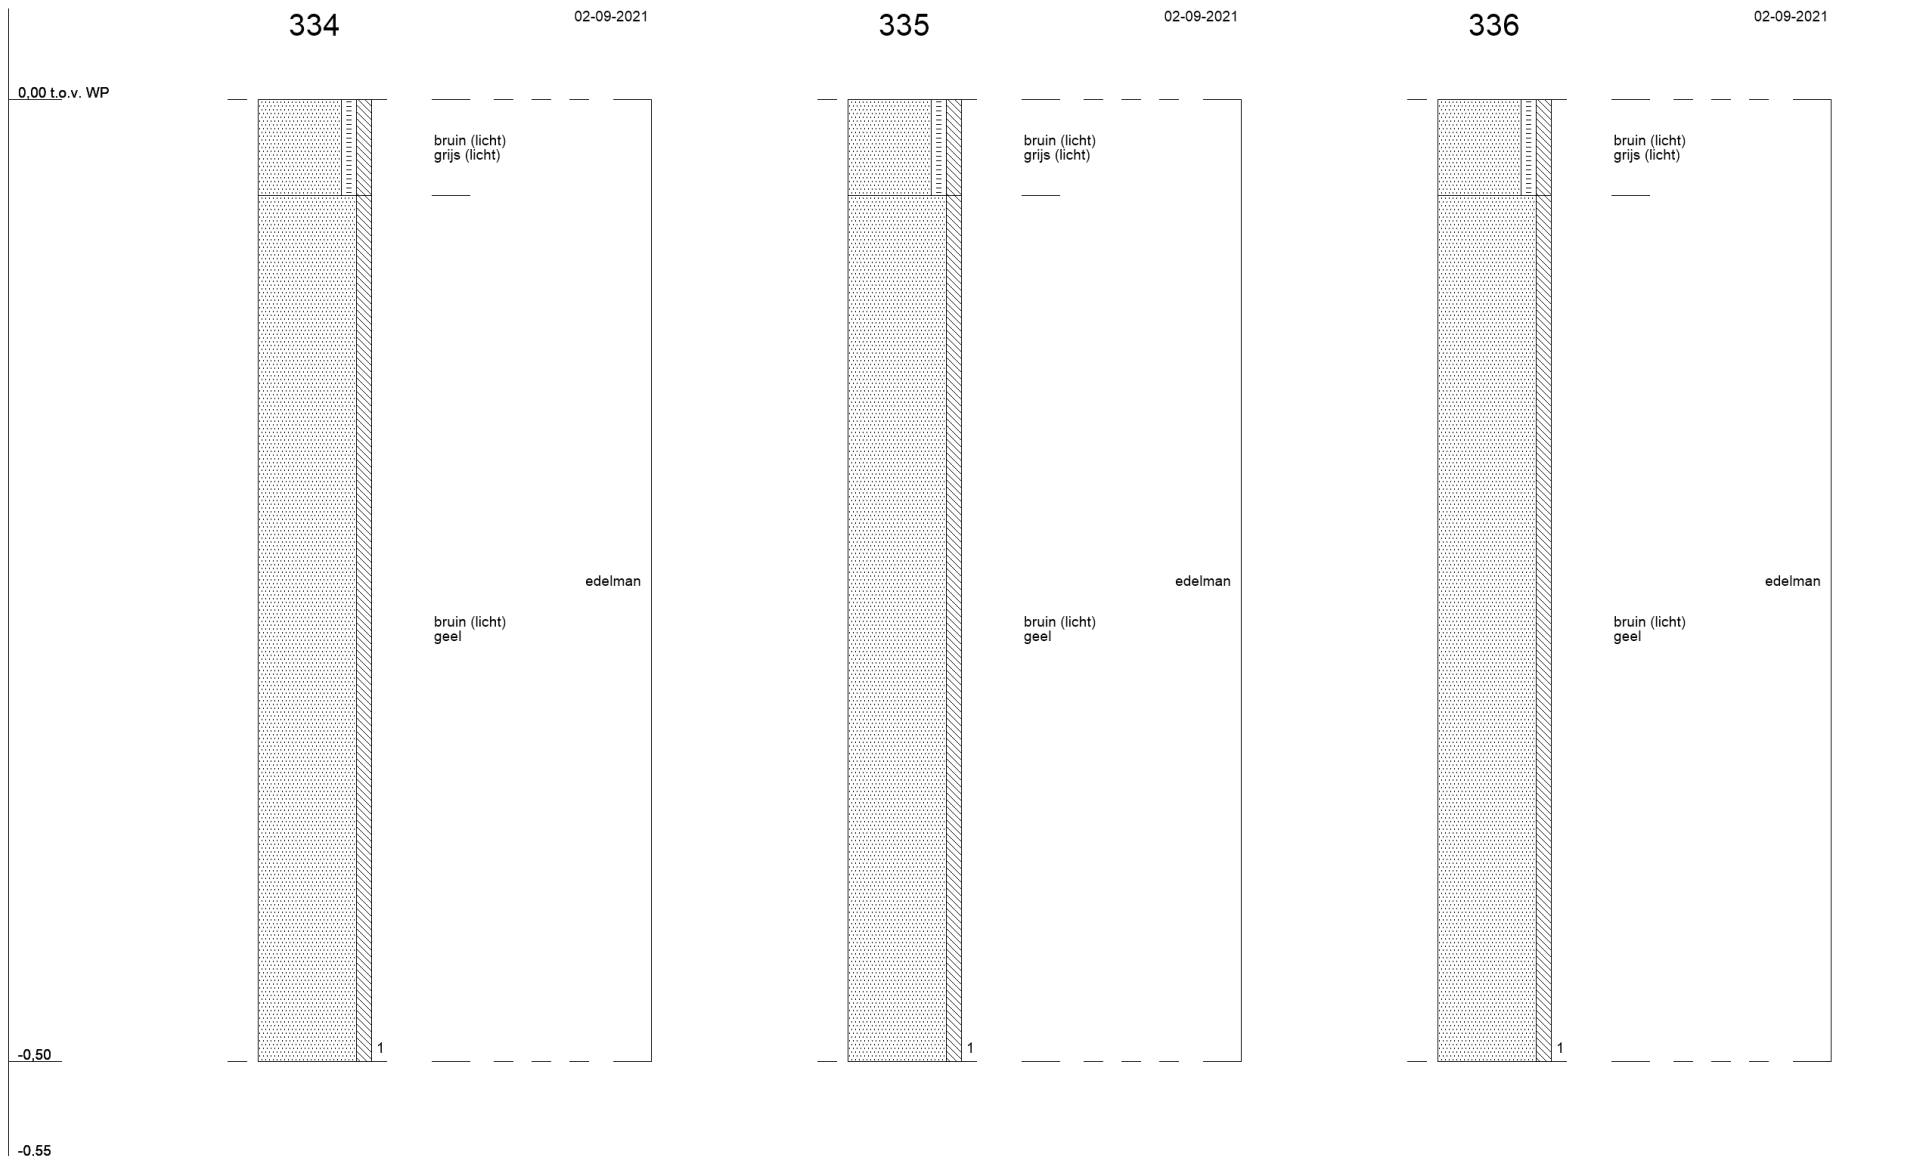 334
02-09-2021
335
02-09-2021
336
02-09-2021
0,00 t.o.v. WP
bruin (licht)
grijs (licht)
bruin (licht)
grijs (licht)
bruin (licht)
grijs (licht)
edelman
edelman
edelman
bruin (licht)
geel
bruin (licht)
geel
bruin (licht)
geel
1
1
1
-0,50
-0,55